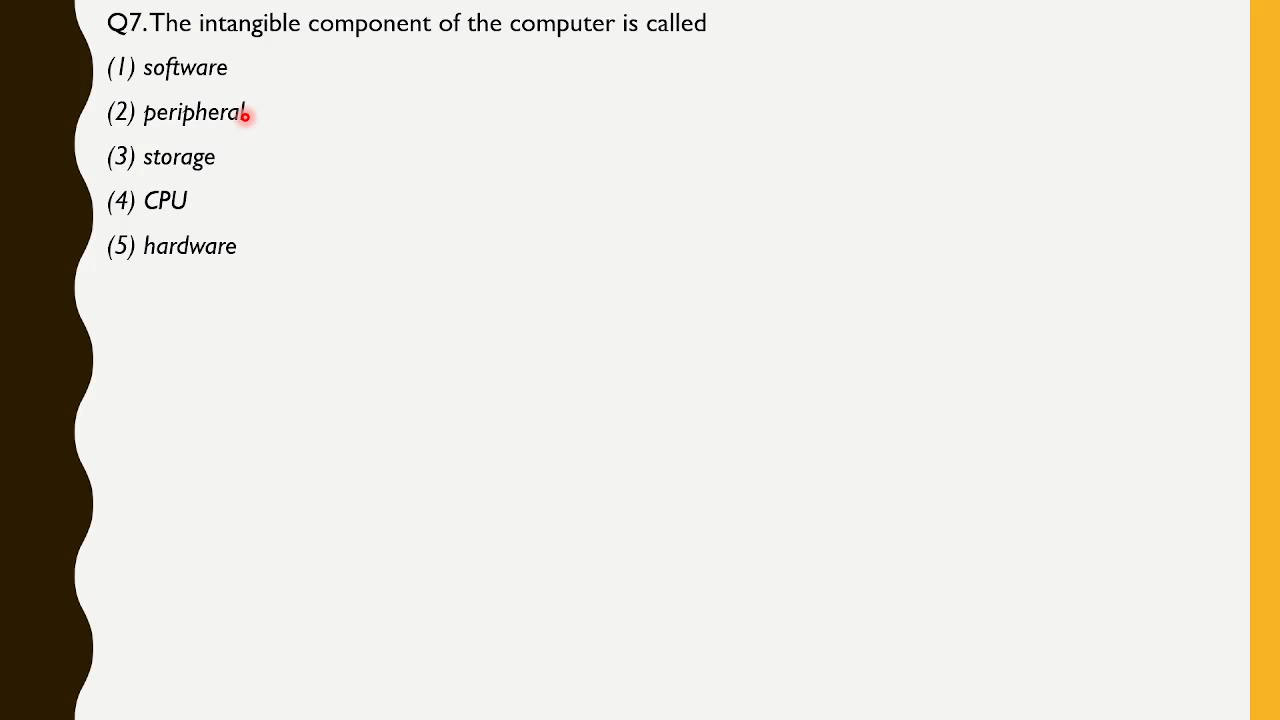 Q7. The intangible component of the computer is called
(1) software
(2) peripheral
(3) storage
(4) CPU
(5) hardware